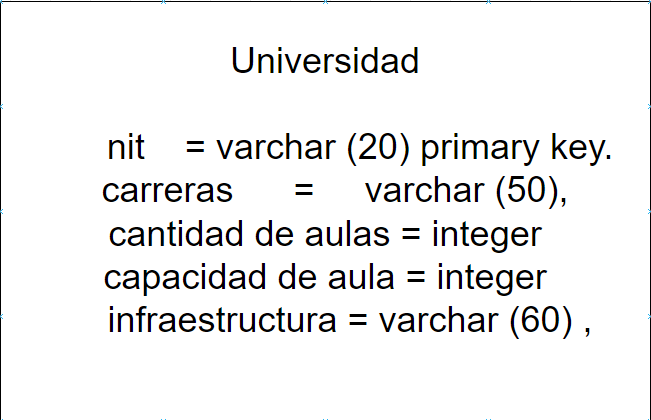 Universidad
nit = varchar (20) primary key.
carreras = varchar (50),
cantidad de aulas = integer
capacidad de aula = integer
infraestructura = varchar (60) ,